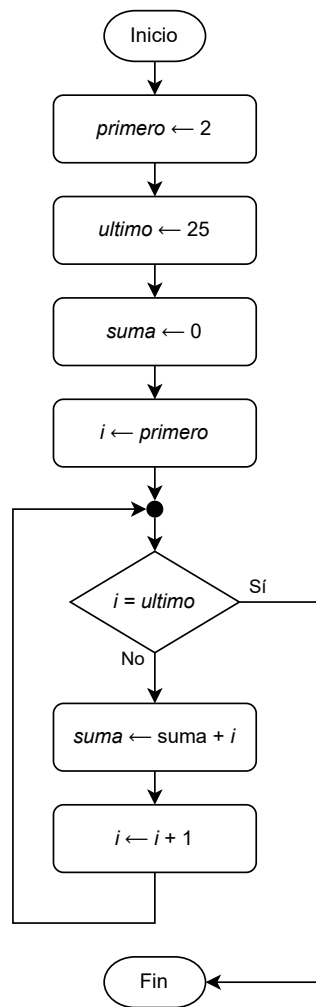 Inicio
primero ← 2
ultimo ← 25
suma ← 0
i ← primero
i = ultimo
Sí
No
suma ← suma + i
i ← i + 1
Fin